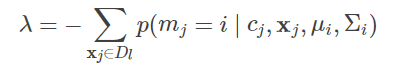 λ = − ∑_{𝐱_j∈D_l} p(m_j = i | c_j, 𝐱_j, μ_i, Σ_i)